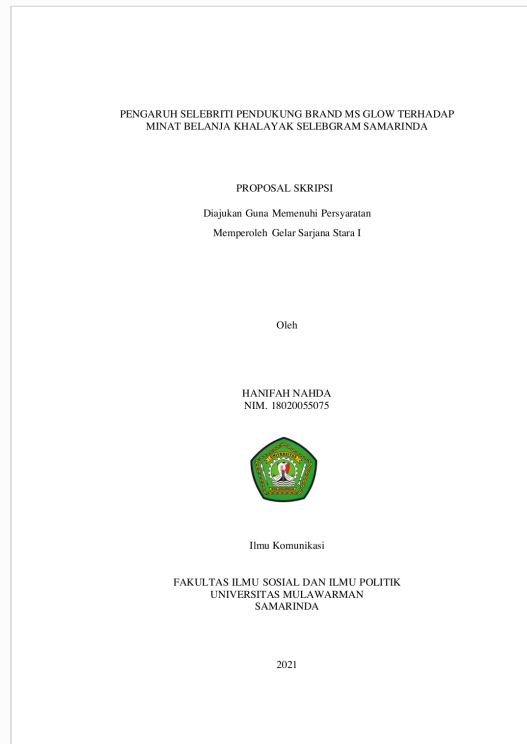 PENGARUH SELEBRITI PENDUKUNG BRAND MS GLOW TERHADAP
MINAT BELANJA KHALAYAK SELEBGRAM SAMARINDA
PROPOSAL SKRIPSI
Diajukan Guna Memenuhi Persyaratan
Memperoleh Gelar Sarjana Stara I
Oleh
HANIFAH NAHDA
NIM. 18020055075
Ilmu Komunikasi
FAKULTAS ILMU SOSIAL DAN ILMU POLITIK
UNIVERSITAS MULAWARMAN
SAMARINDA
2021